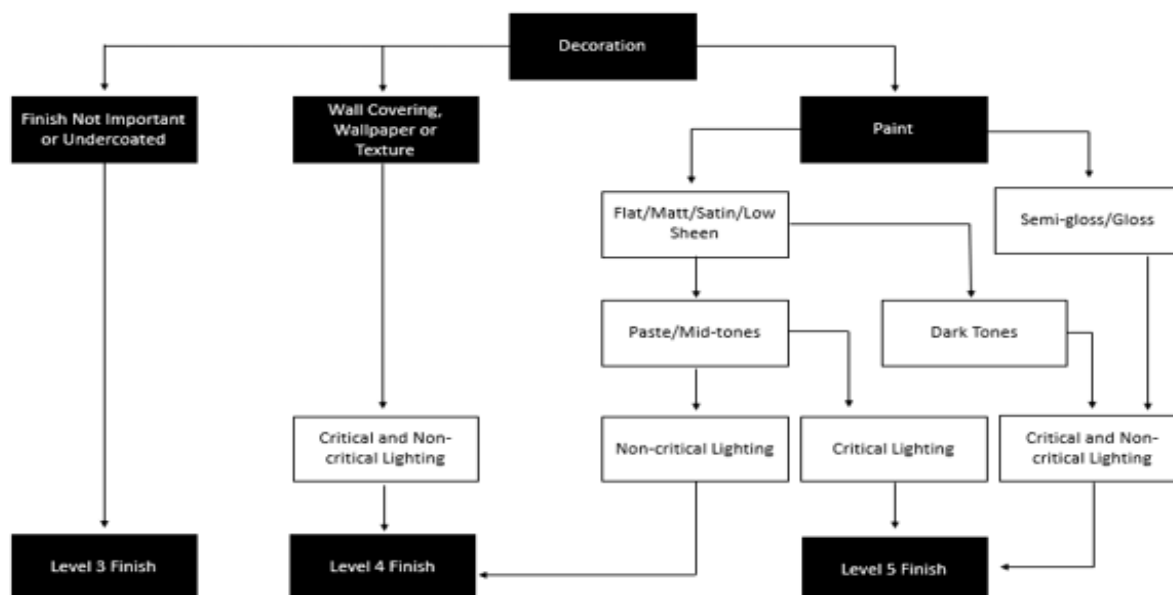 Decoration
Finish Not Important
or Undercoated
Wall Covering,
Wallpaper or
Texture
Paint
Flat/Matt/Satin/Low
Sheen
Semi-gloss/Gloss
Paste/Mid-tones
Dark Tones
Critical and Non-
critical Lighting
Non-critical Lighting
Critical Lighting
Critical and Non-
critical Lighting
Level 3 Finish
Level 4 Finish
Level 5 Finish